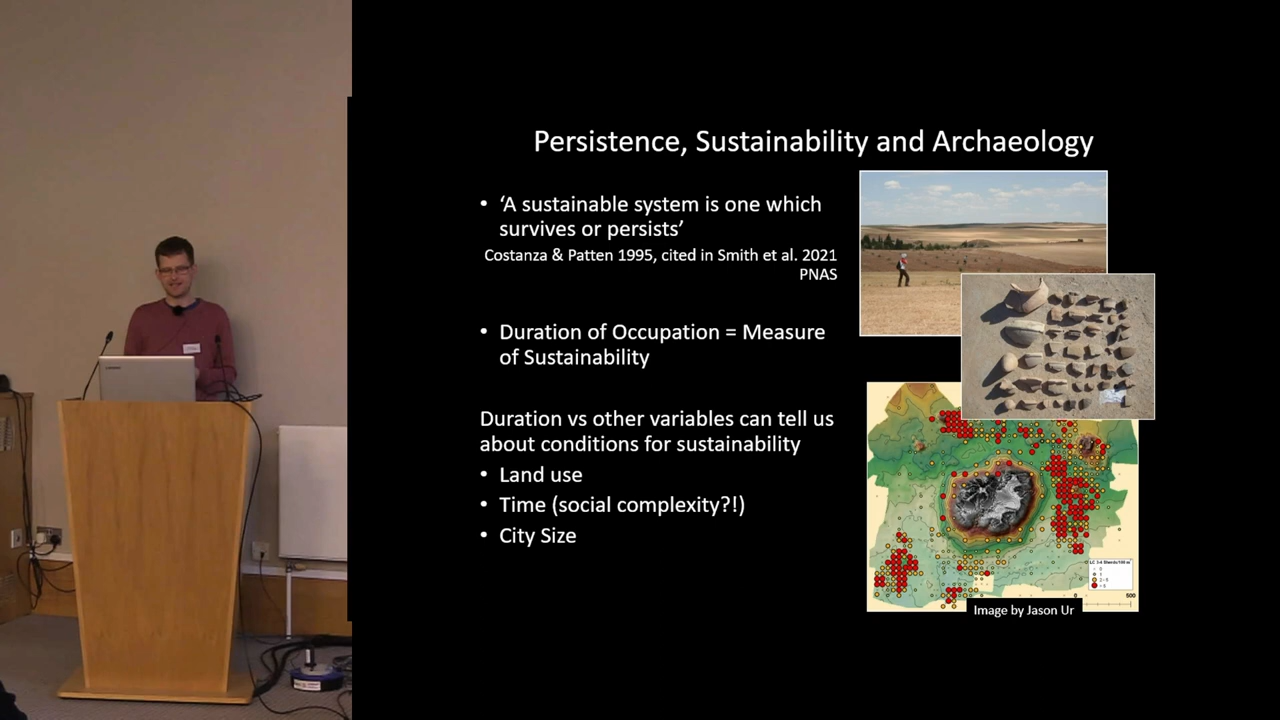 Persistence, Sustainability and Archaeology
• ‘A sustainable system is one which
survives or persists’
Costanza & Patten 1995, cited in Smith et al. 2021
PNAS
• Duration of Occupation = Measure
of Sustainability
Duration vs other variables can tell us
about conditions for sustainability
• Land use
• Time (social complexity?!)
• City Size
500
Image by Jason Ur